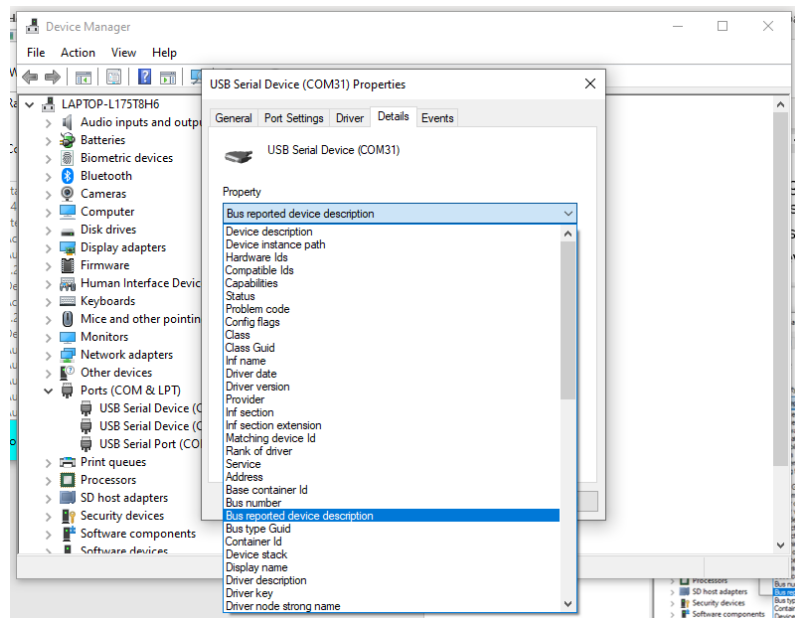 Device Manager
File Action View Help
LAPTOP-L175T8H6
Audio inputs and outp
Batteries
Biometric devices
Bluetooth
Cameras
Computer
Disk drives
Display adapters
Firmware
Human Interface Devic
Keyboards
Mice and other pointin
Monitors
Network adapters
Other devices
Ports (COM & LPT)
USB Serial Device (C
USB Serial Device (C
USB Serial Port (CO
Print queues
Processors
SD host adapters
Security devices
Software components
Software devices
USB Serial Device (COM31) Properties
General Port Settings Driver Details Events
USB Serial Device (COM31)
Property
Bus reported device description
Device description
Device instance path
Hardware Ids
Compatible Ids
Capabilities
Status
Problem code
Config flags
Class
Class Guid
Inf name
Driver date
Driver version
Provider
Inf section
Inf section extension
Matching device Id
Rank of driver
Service
Address
Base container Id
Bus number
Bus reported device description
Bus type Guid
Container Id
Device stack
Display name
Driver description
Driver key
Driver node strong name
Processors
SD host adapters
Security devices
Software components